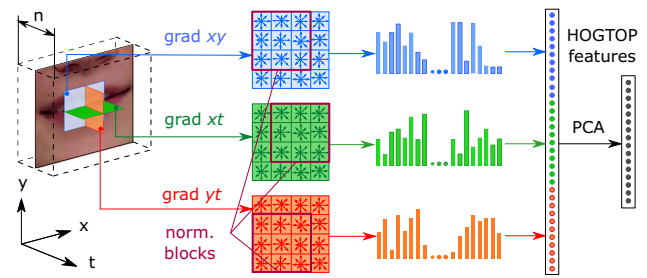 n
grad xy
HOGTOP
features
grad xt
PCA
grad yt
y
x
t
norm.
blocks